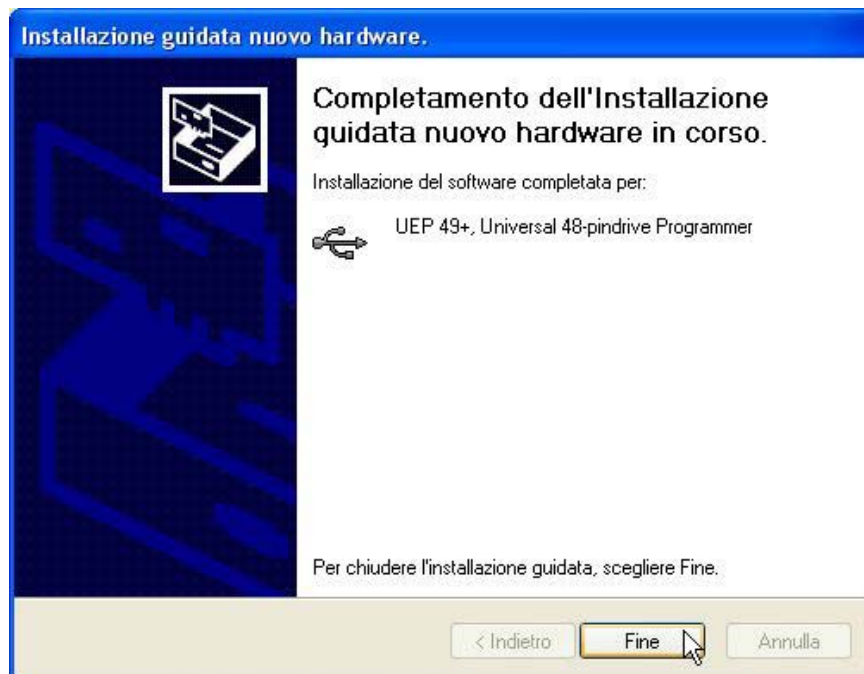 Installazione guidata nuovo hardware.
Completamento dell'Installazione
guidata nuovo hardware in corso.
Installazione del software completata per:
UEP 49+, Universal 48-pindrive Programmer
Per chiudere l'installazione guidata, scegliere Fine.
< Indietro
Fine
Annulla